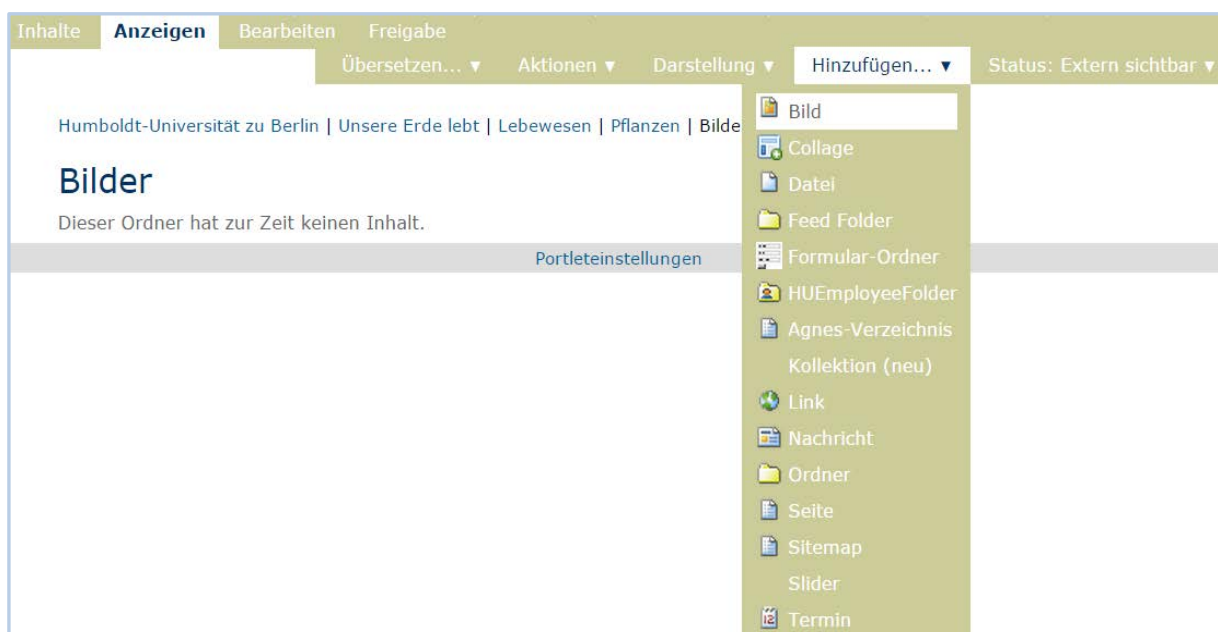 Inhalte Anzeigen Bearbeiten Freigabe
Übersetzen... ▼ Aktionen ▼ Darstellung ▼ Hinzufügen... ▼ Status: Extern sichtbar ▼
Humboldt-Universität zu Berlin | Unsere Erde lebt | Lebewesen | Pflanzen | Bilde
Bilder
Dieser Ordner hat zur Zeit keinen Inhalt.
Portleteinstellungen
Bild
Collage
Datei
Feed Folder
Formular-Ordner
HUEmployeeFolder
Agnes-Verzeichnis
Kollektion (neu)
Link
Nachricht
Ordner
Seite
Sitemap
Slider
Termin